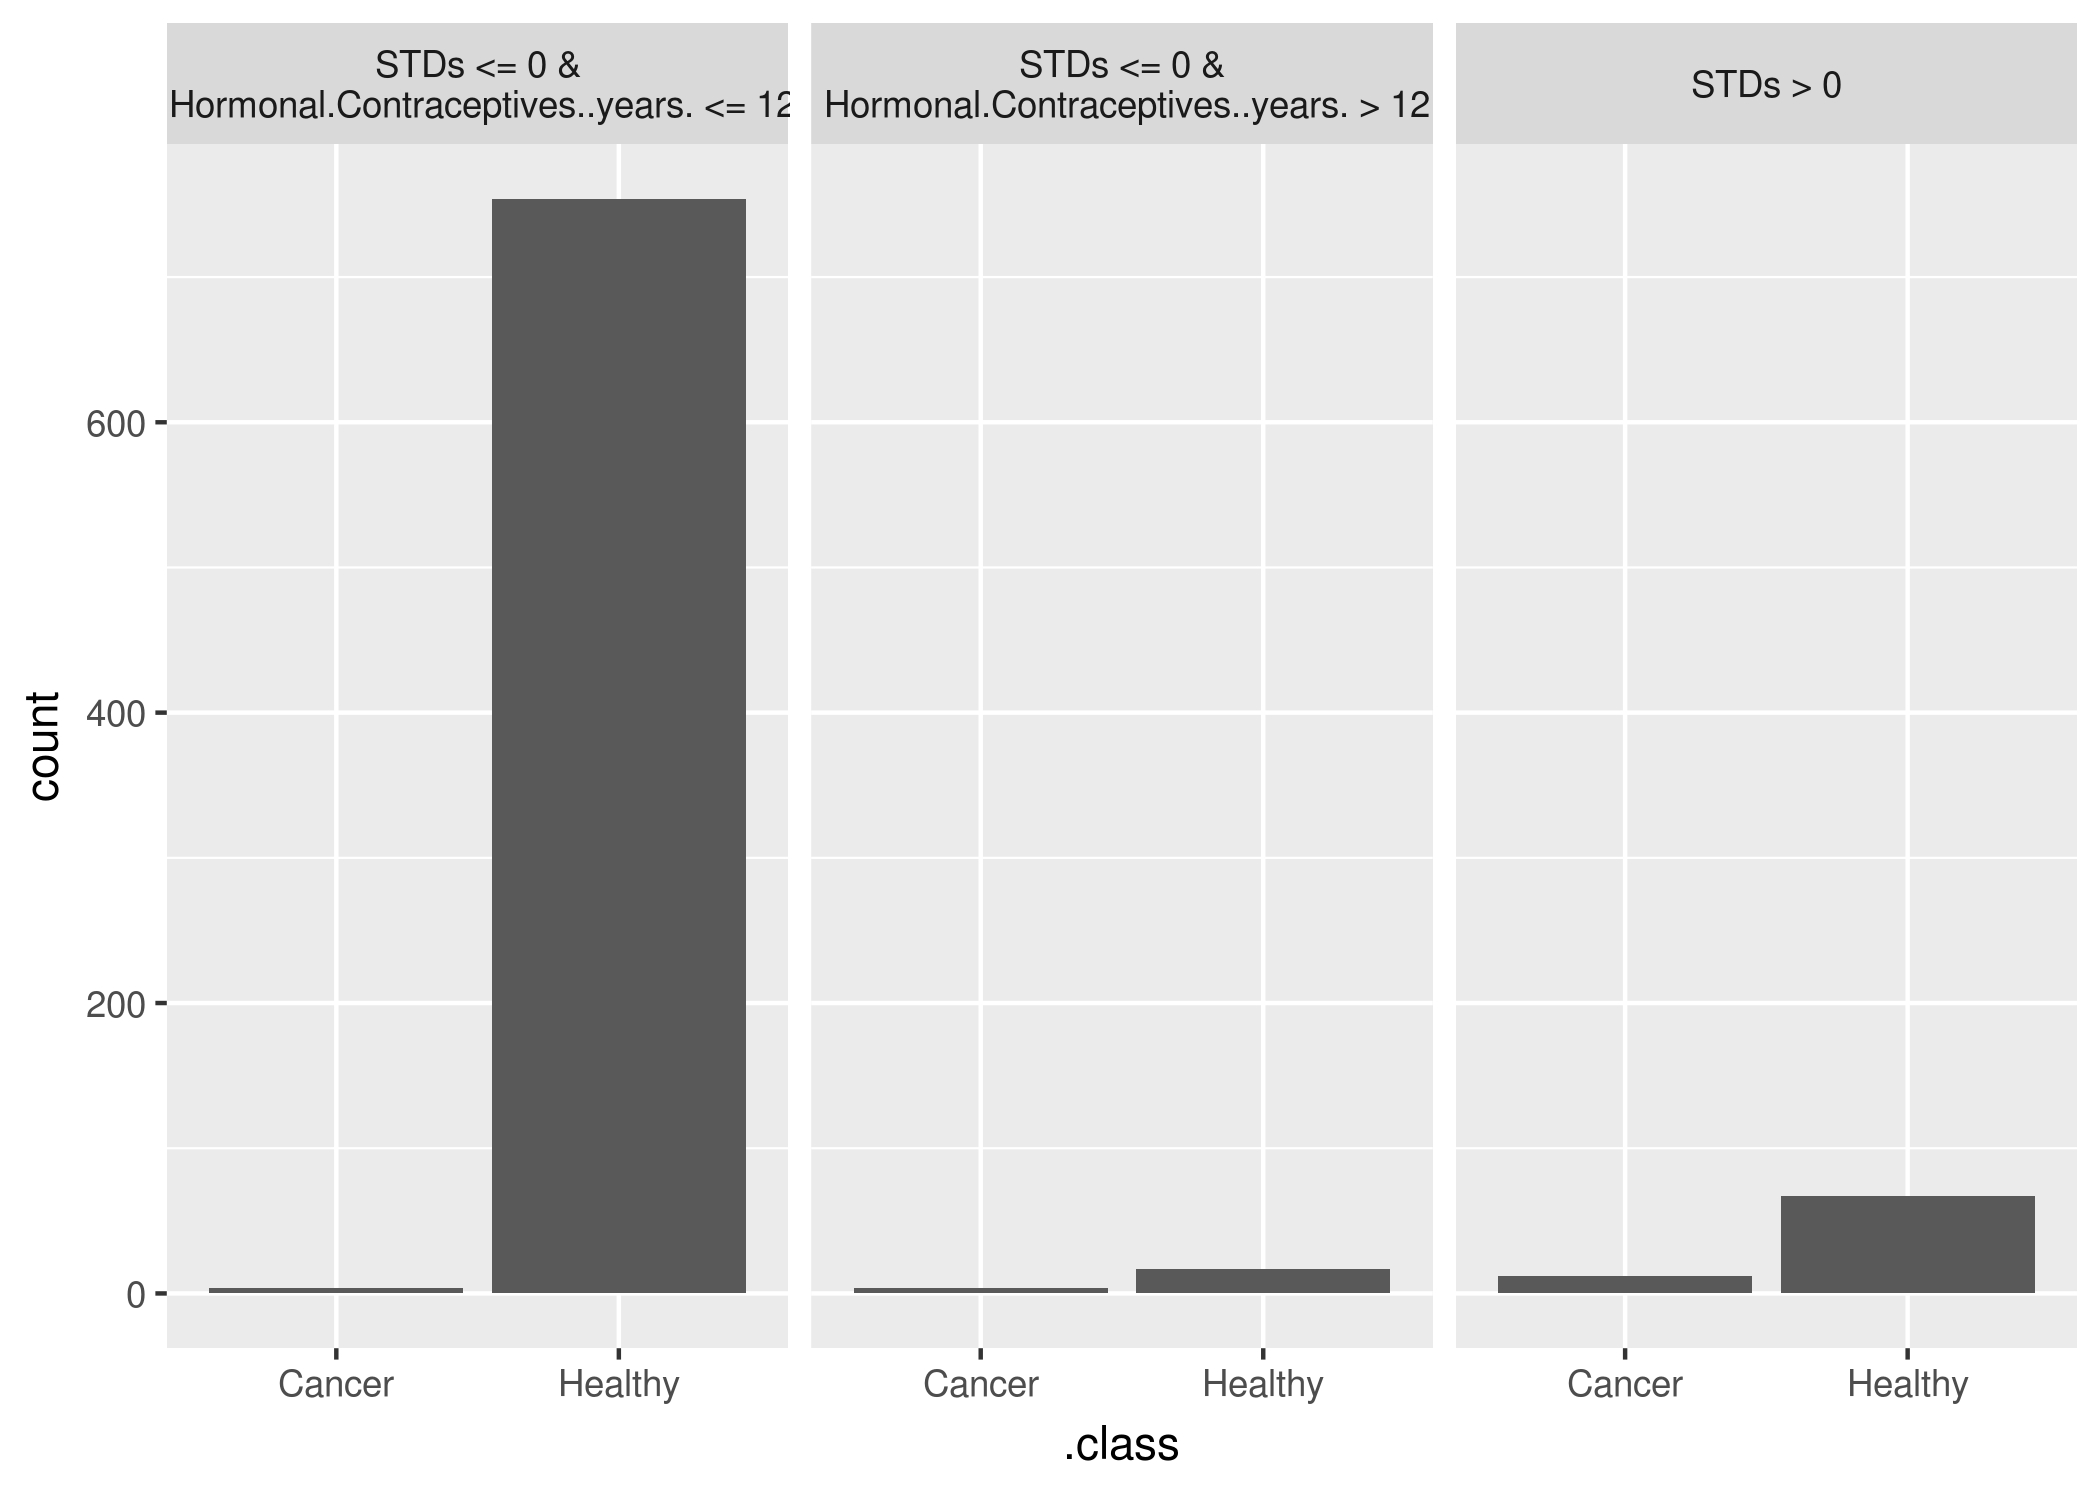 STDs <= 0 &
Hormonal.Contraceptives..years. <= 12
STDs <= 0 &
Hormonal.Contraceptives..years. > 12
STDs > 0
count
600
400
200
0
Cancer
Healthy
Cancer
Healthy
Cancer
Healthy
.class